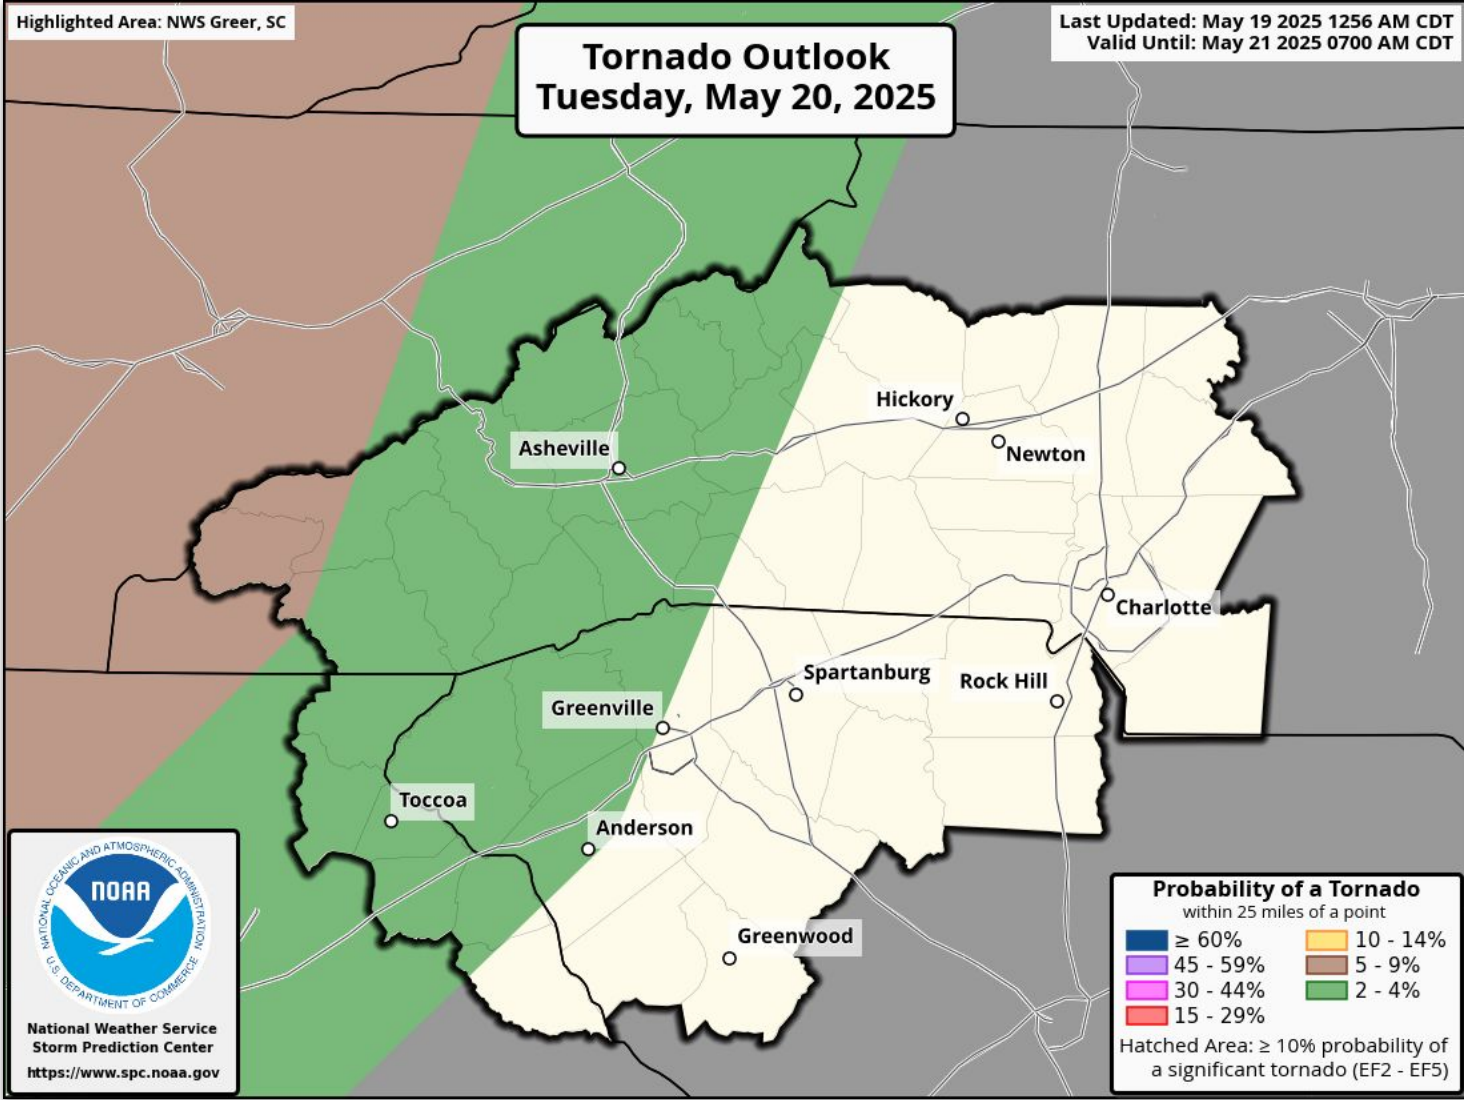 Highlighted Area: NWS Greer, SC
Tornado Outlook
Tuesday, May 20, 2025
Last Updated: May 19 2025 1256 AM CDT
Valid Until: May 21 2025 0700 AM CDT
Hickory
Newton
Asheville
Charlotte
Spartanburg
Rock Hill
Greenville
Toccoa
Anderson
Greenwood
NATIONAL OCEANIC AND ATMOSPHERIC ADMINISTRATION
NOAA
U.S. DEPARTMENT OF COMMERCE
National Weather Service
Storm Prediction Center
https://www.spc.noaa.gov
Probability of a Tornado
within 25 miles of a point
≥ 60%
45 - 59%
30 - 44%
15 - 29%
10 - 14%
5 - 9%
2 - 4%
Hatched Area: ≥ 10% probability of
a significant tornado (EF2 - EF5)